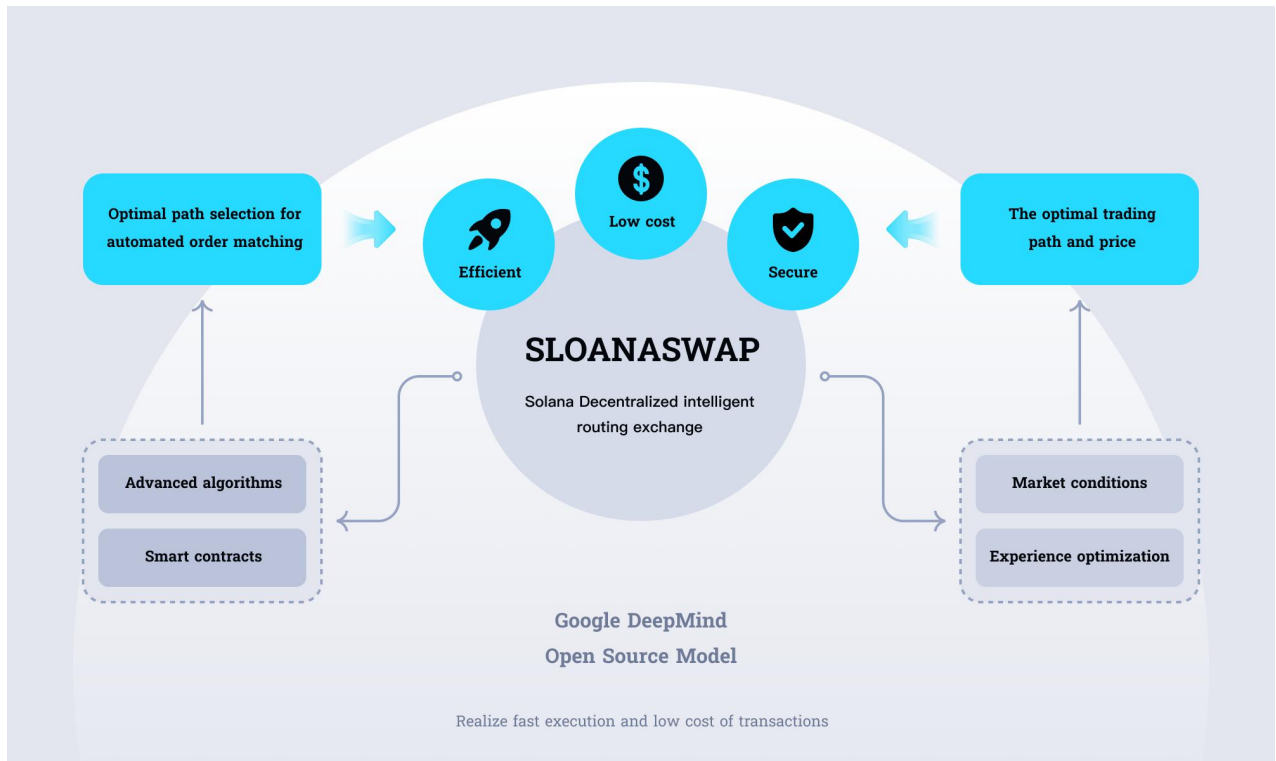 Low cost
Optimal path selection for
automated order matching
Efficient
Secure
The optimal trading
path and price
SLOANASWAP
Solana Decentralized intelligent
routing exchange
Advanced algorithms
Smart contracts
Market conditions
Experience optimization
Google DeepMind
Open Source Model
Realize fast execution and low cost of transactions